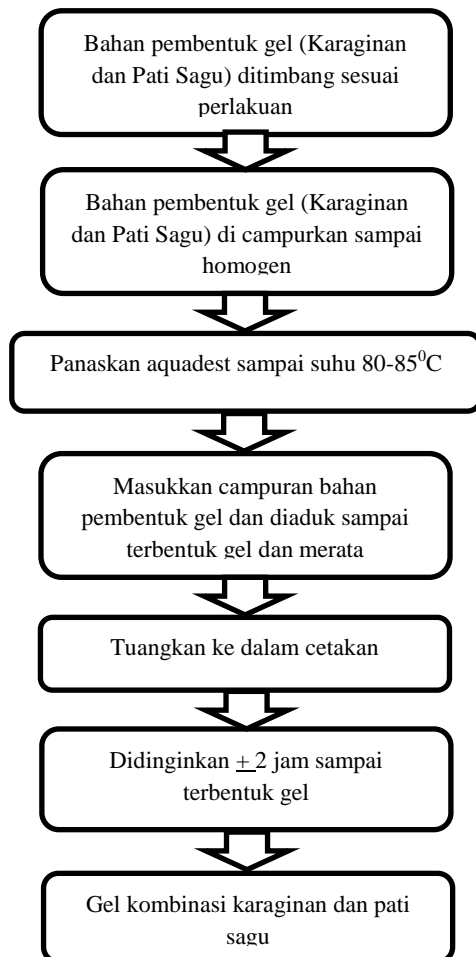 Bahan pembentuk gel (Karaginan
dan Pati Sagu) ditimbang sesuai
perlakuan
Bahan pembentuk gel (Karaginan
dan Pati Sagu) di campurkan sampai
homogen
Panaskan aquadest sampai suhu 80-85⁰C
Masukkan campuran bahan
pembentuk gel dan diaduk sampai
terbentuk gel dan merata
Tuangkan ke dalam cetakan
Didinginkan + 2 jam sampai
terbentuk gel
Gel kombinasi karaginan dan pati
sagu